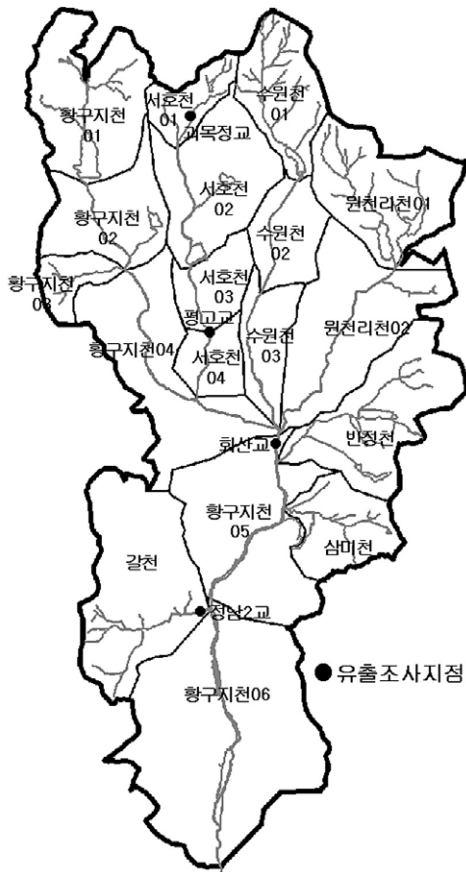 서호천
01
수원천
01
황구지천
01
과목정교
서호천
02
원천리천01
황구지천
02
수원천
02
황구지천
03
서호천
03
평고교
원천리천02
수원천
03
황구지천04
서호천
04
화산교
반정천
황구지천
05
삼미천
갈천
정남2교
유출조사지점
황구지천06